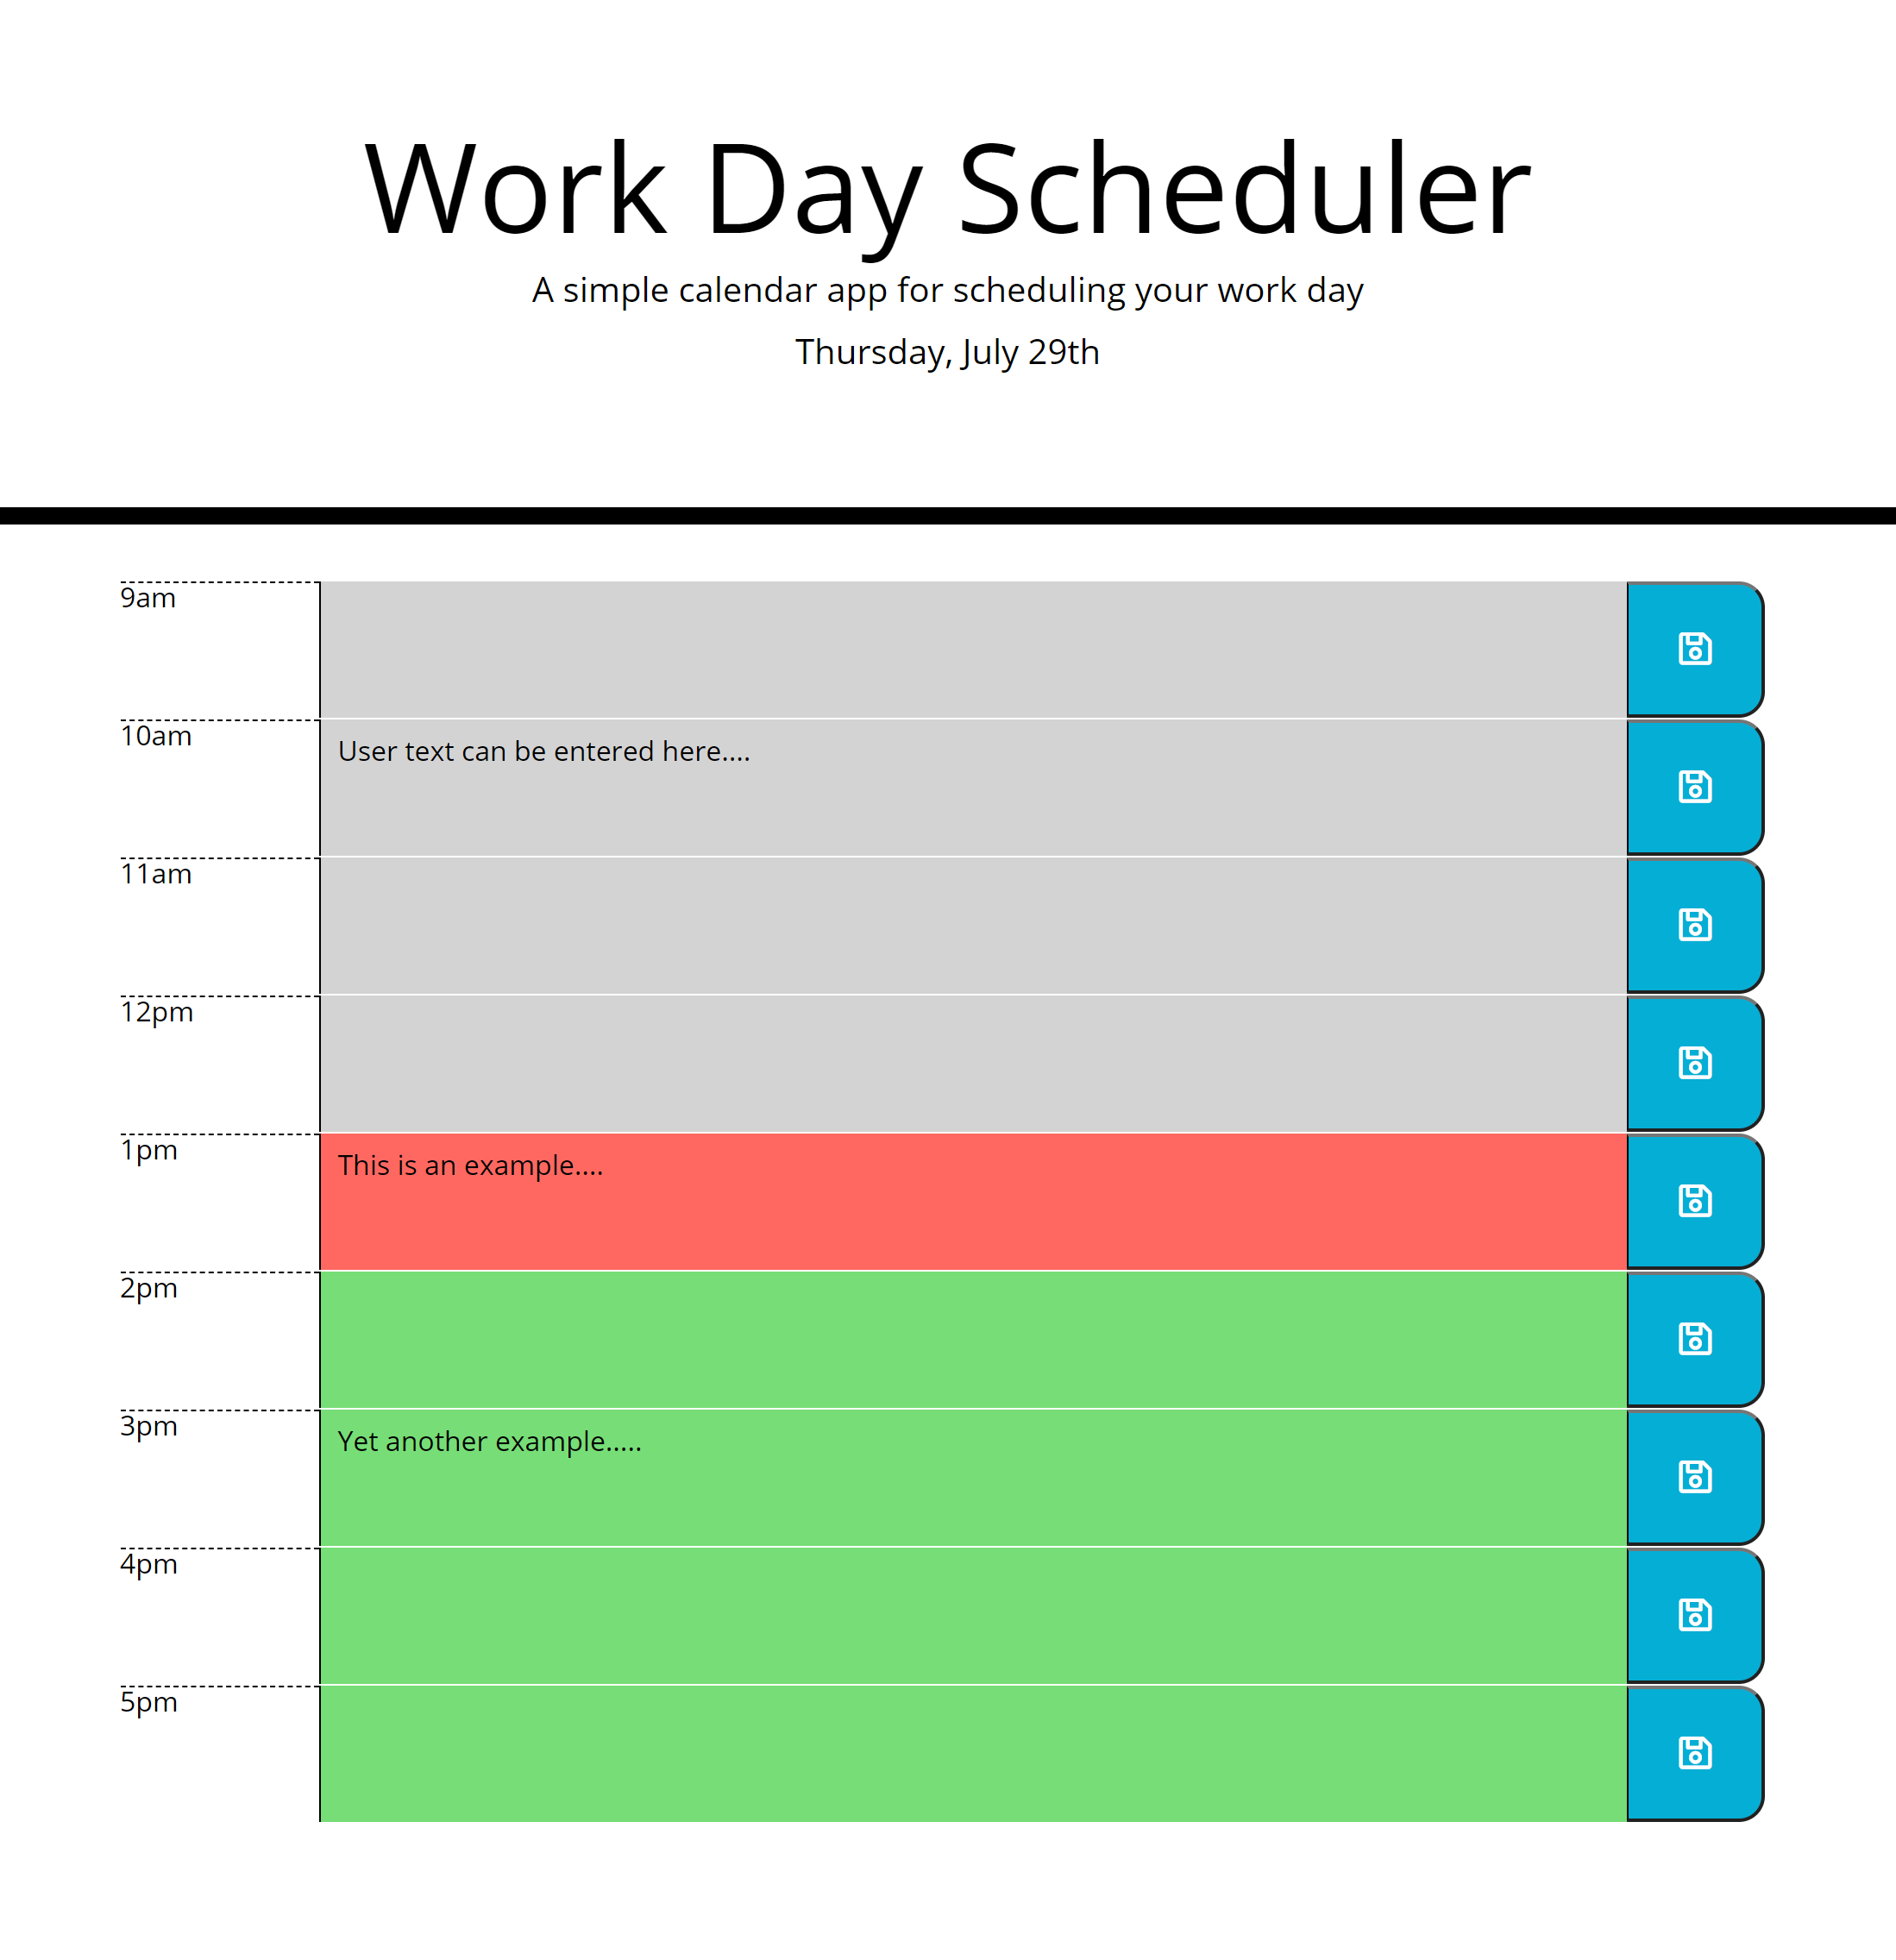 Work Day Scheduler
A simple calendar app for scheduling your work day
Thursday, July 29th
9am
10am
User text can be entered here....
11am
12pm
1pm
This is an example....
2pm
3pm
Yet another example.....
4pm
5pm